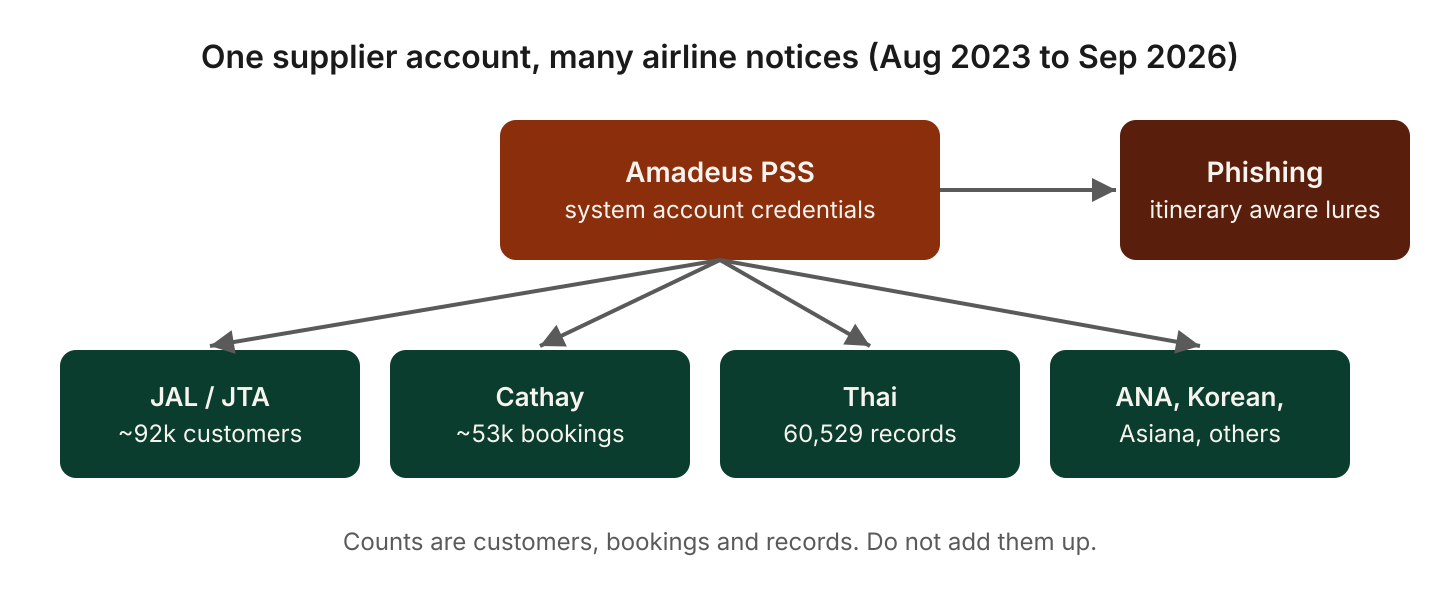 One supplier account, many airline notices (Aug 2023 to Sep 2026)
Amadeus PSS
system account credentials
Phishing
itinerary aware lures
JAL / JTA
~92k customers
Cathay
~53k bookings
Thai
60,529 records
ANA, Korean,
Asiana, others
Counts are customers, bookings and records. Do not add them up.